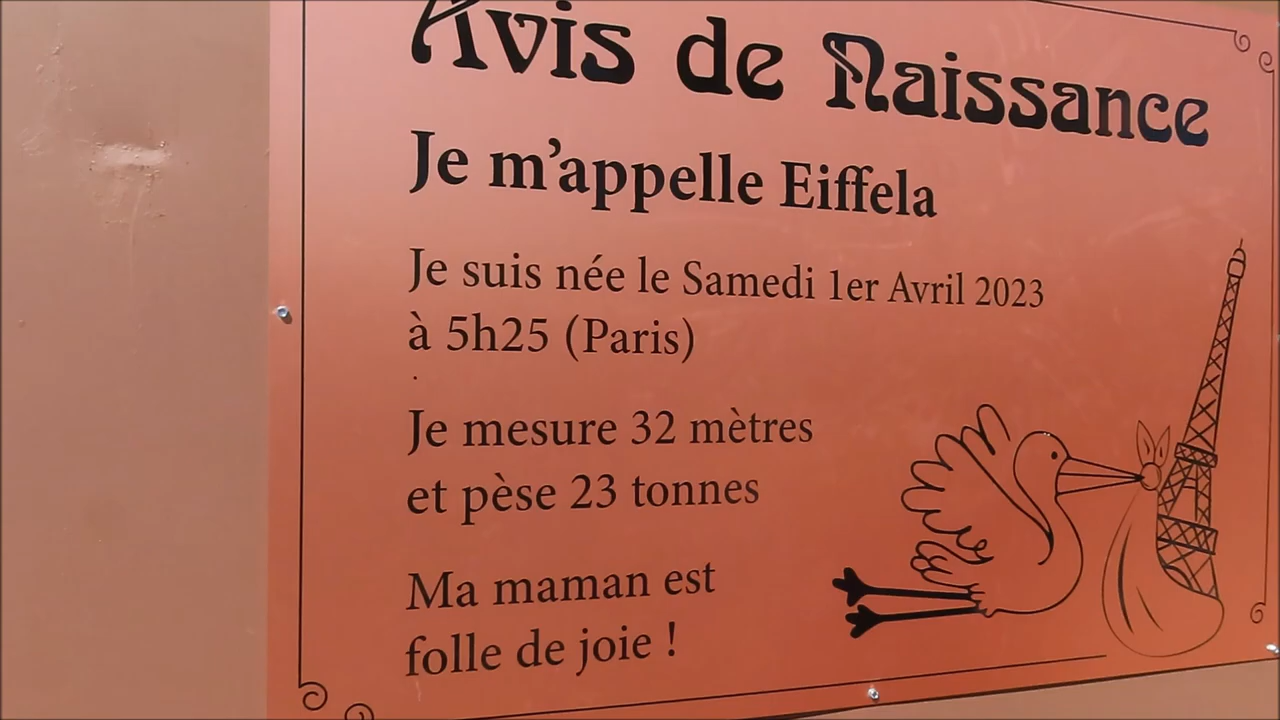 Avis de Naissance
Je m'appelle Eiffela
Je suis née le Samedi 1er Avril 2023
à 5h25 (Paris)
.
Je mesure 32 mètres
et pèse 23 tonnes
Ma maman est
folle de joie !